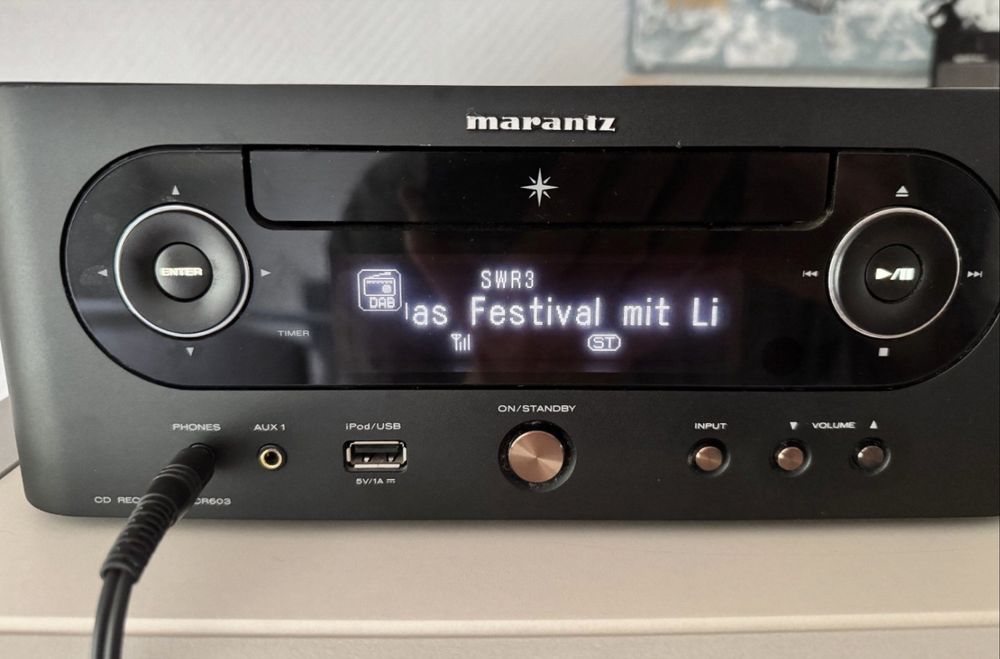 marantz
ENTER
TIMER
DAB
SWR3
as Festival mit Li
ST
ON/STANDBY
PHONES
AUX 1
iPod/USB
5V/1A
INPUT
VOLUME
CD REC
CR603